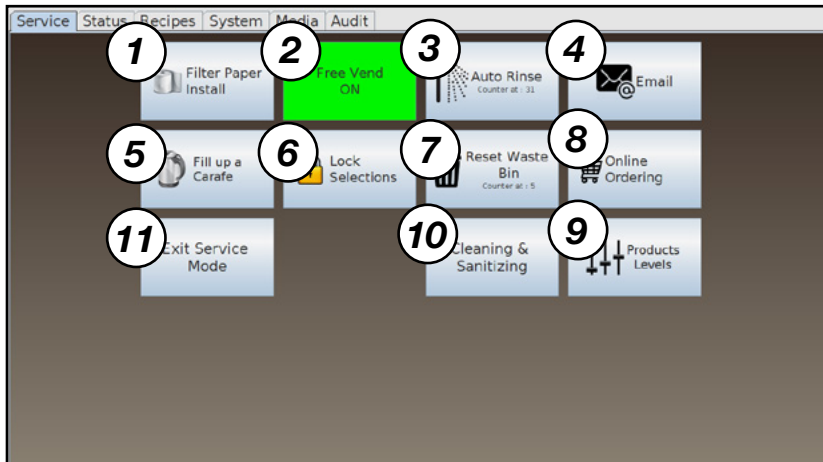 Service Status Recipes System Media Audit
1
Filter Paper
Install
2
Free Vend
ON
3
Auto Rinse
Counter at : 31
4
Email
5
Fill up a
Carafe
6
Lock
Selections
7
Reset Waste
Bin
Counter at : 5
8
Online
Ordering
11
Exit Service
Mode
10
Cleaning &
Sanitizing
9
Products
Levels